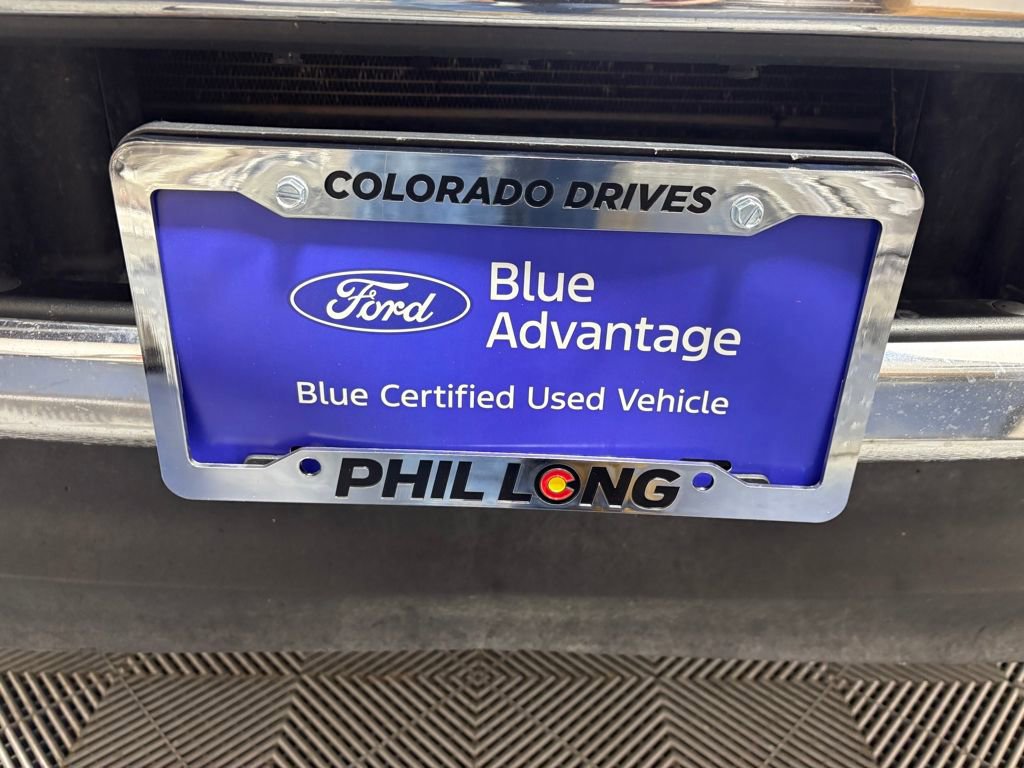 COLORADO DRIVES
Ford
Blue
Advantage
Blue Certified Used Vehicle
PHIL LONG